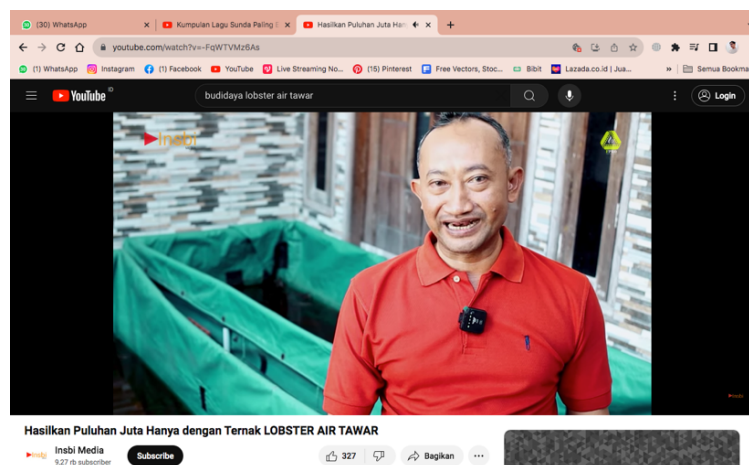 (30) WhatsApp
Kumpulan Lagu Sunda Paling
Hasilkan Puluhan Juta Han
youtube.com/watch?v=-FqWTVMz6As
(1) WhatsApp Instagram (1) Facebook YouTube Live Streaming No... (15) Pinterest Free Vectors, Stoc... Bibit Lazada.co.id | Jua... » Semua Bookma
YouTube ID
budidaya lobster air tawar
Login
Insbi
Insbi
Hasilkan Puluhan Juta Hanya dengan Ternak LOBSTER AIR TAWAR
Insbi
Insbi Media
9.27 rb subscriber
Subscribe
327
Bagikan